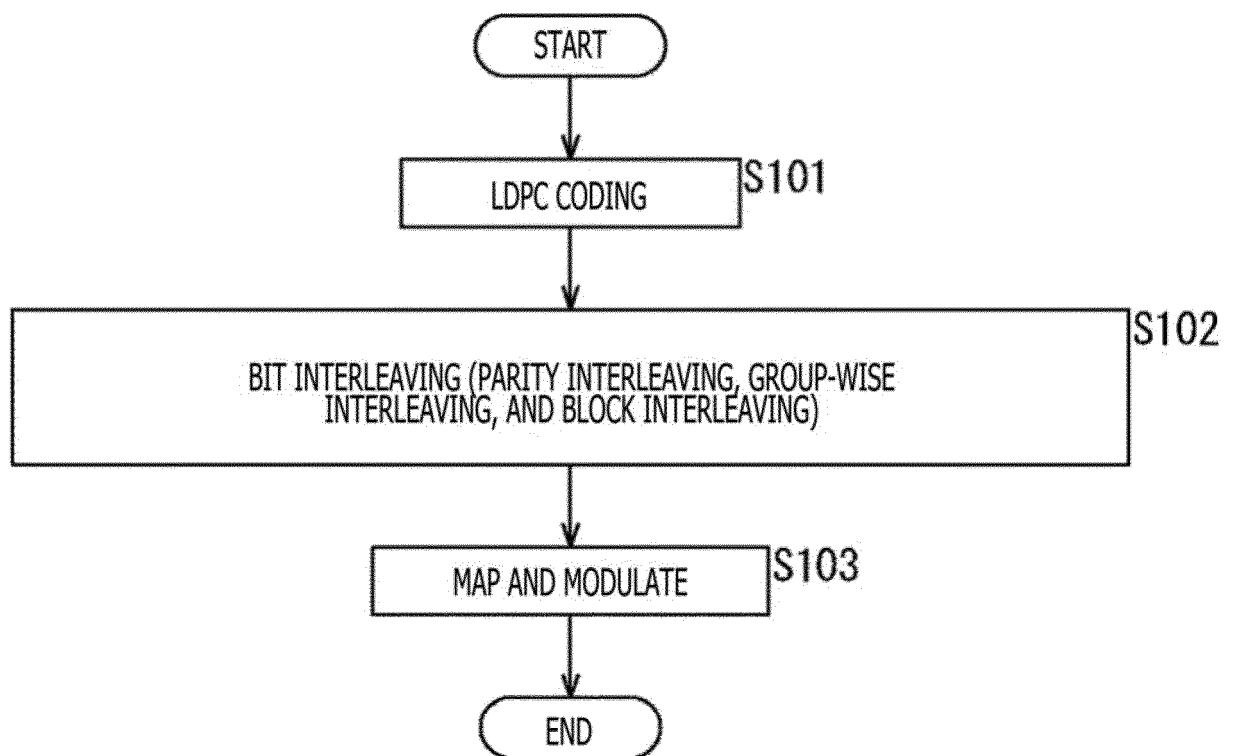 START
LDPC CODING
S101
BIT INTERLEAVING (PARITY INTERLEAVING, GROUP-WISE
INTERLEAVING, AND BLOCK INTERLEAVING)
S102
MAP AND MODULATE
S103
END